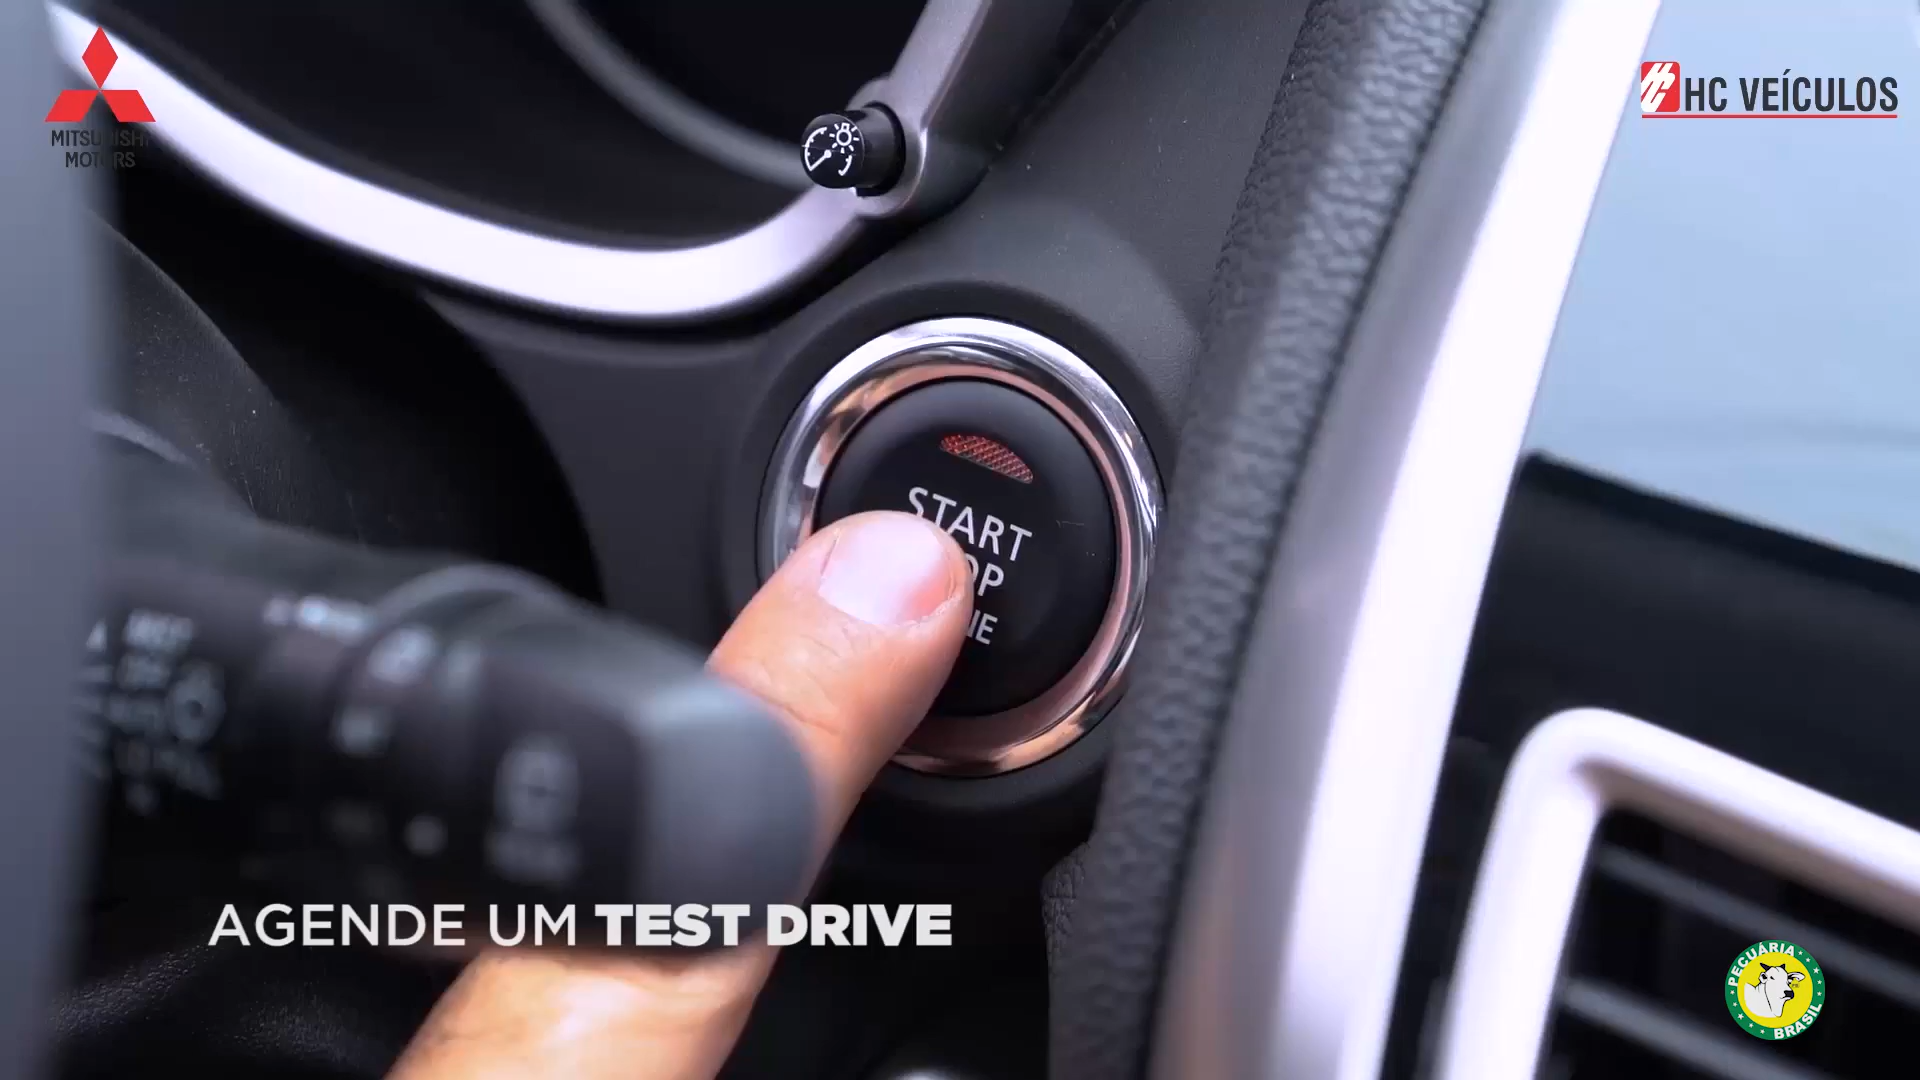 MITSUBISHI
MOTORS
HC VEÍCULOS
START
AGENDE UM TEST DRIVE
PECUÁRIA
BRASIL